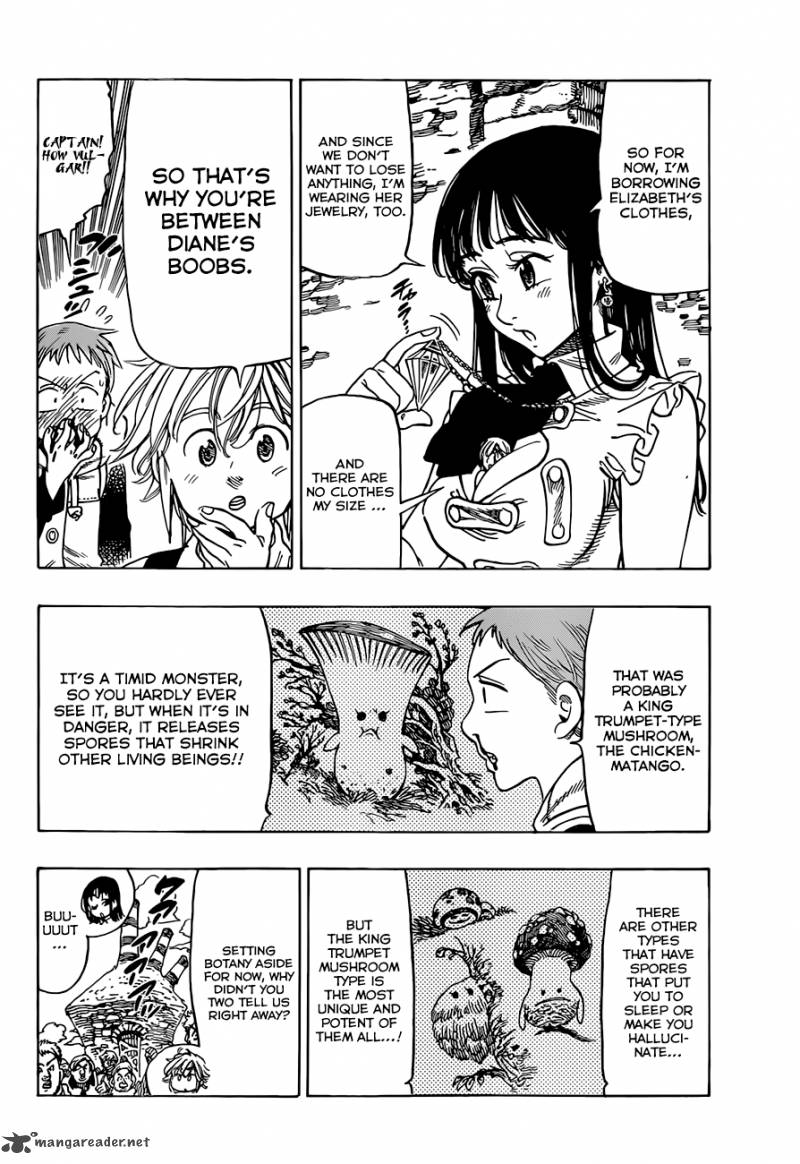 SO FOR
NOW, I'M
BORROWING
ELIZABETH'S
CLOTHES,
AND SINCE
WE DON'T
WANT TO LOSE
ANYTHING, I'M
WEARING HER
JEWELRY, TOO.
チャラ
AND
THERE ARE
NO CLOTHES
MY SIZE ...
SO THAT'S
WHY YOU'RE
BETWEEN
DIANE'S
BOOBS.
CAPTAIN!
HOW VUL-
GAR!!
THAT WAS
PROBABLY
A KING
TRUMPET-TYPE
MUSHROOM,
THE CHICKEN-
MATANGO.
IT'S A TIMID MONSTER,
SO YOU HARDLY EVER
SEE IT, BUT WHEN IT'S IN
DANGER, IT RELEASES
SPORES THAT SHRINK
OTHER LIVING BEINGS!!
THERE
ARE OTHER
TYPES
THAT HAVE
SPORES
THAT PUT
YOU TO
SLEEP OR
MAKE YOU
HALLUCI-
NATE...
BUT
THE KING
TRUMPET
MUSHROOM
TYPE IS
THE MOST
UNIQUE AND
POTENT OF
THEM ALL...!
SETTING
BOTANY ASIDE
FOR NOW, WHY
DIDN'T YOU
TWO TELL US
RIGHT AWAY?
BUU-
UUUT
...
mangareader.net